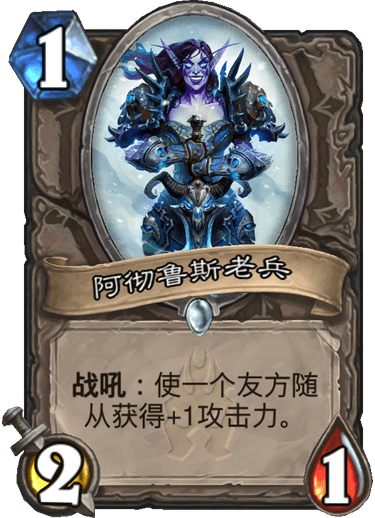 1
阿彻鲁斯老兵
战吼：使一个友方随
从获得+1攻击力。
2
1